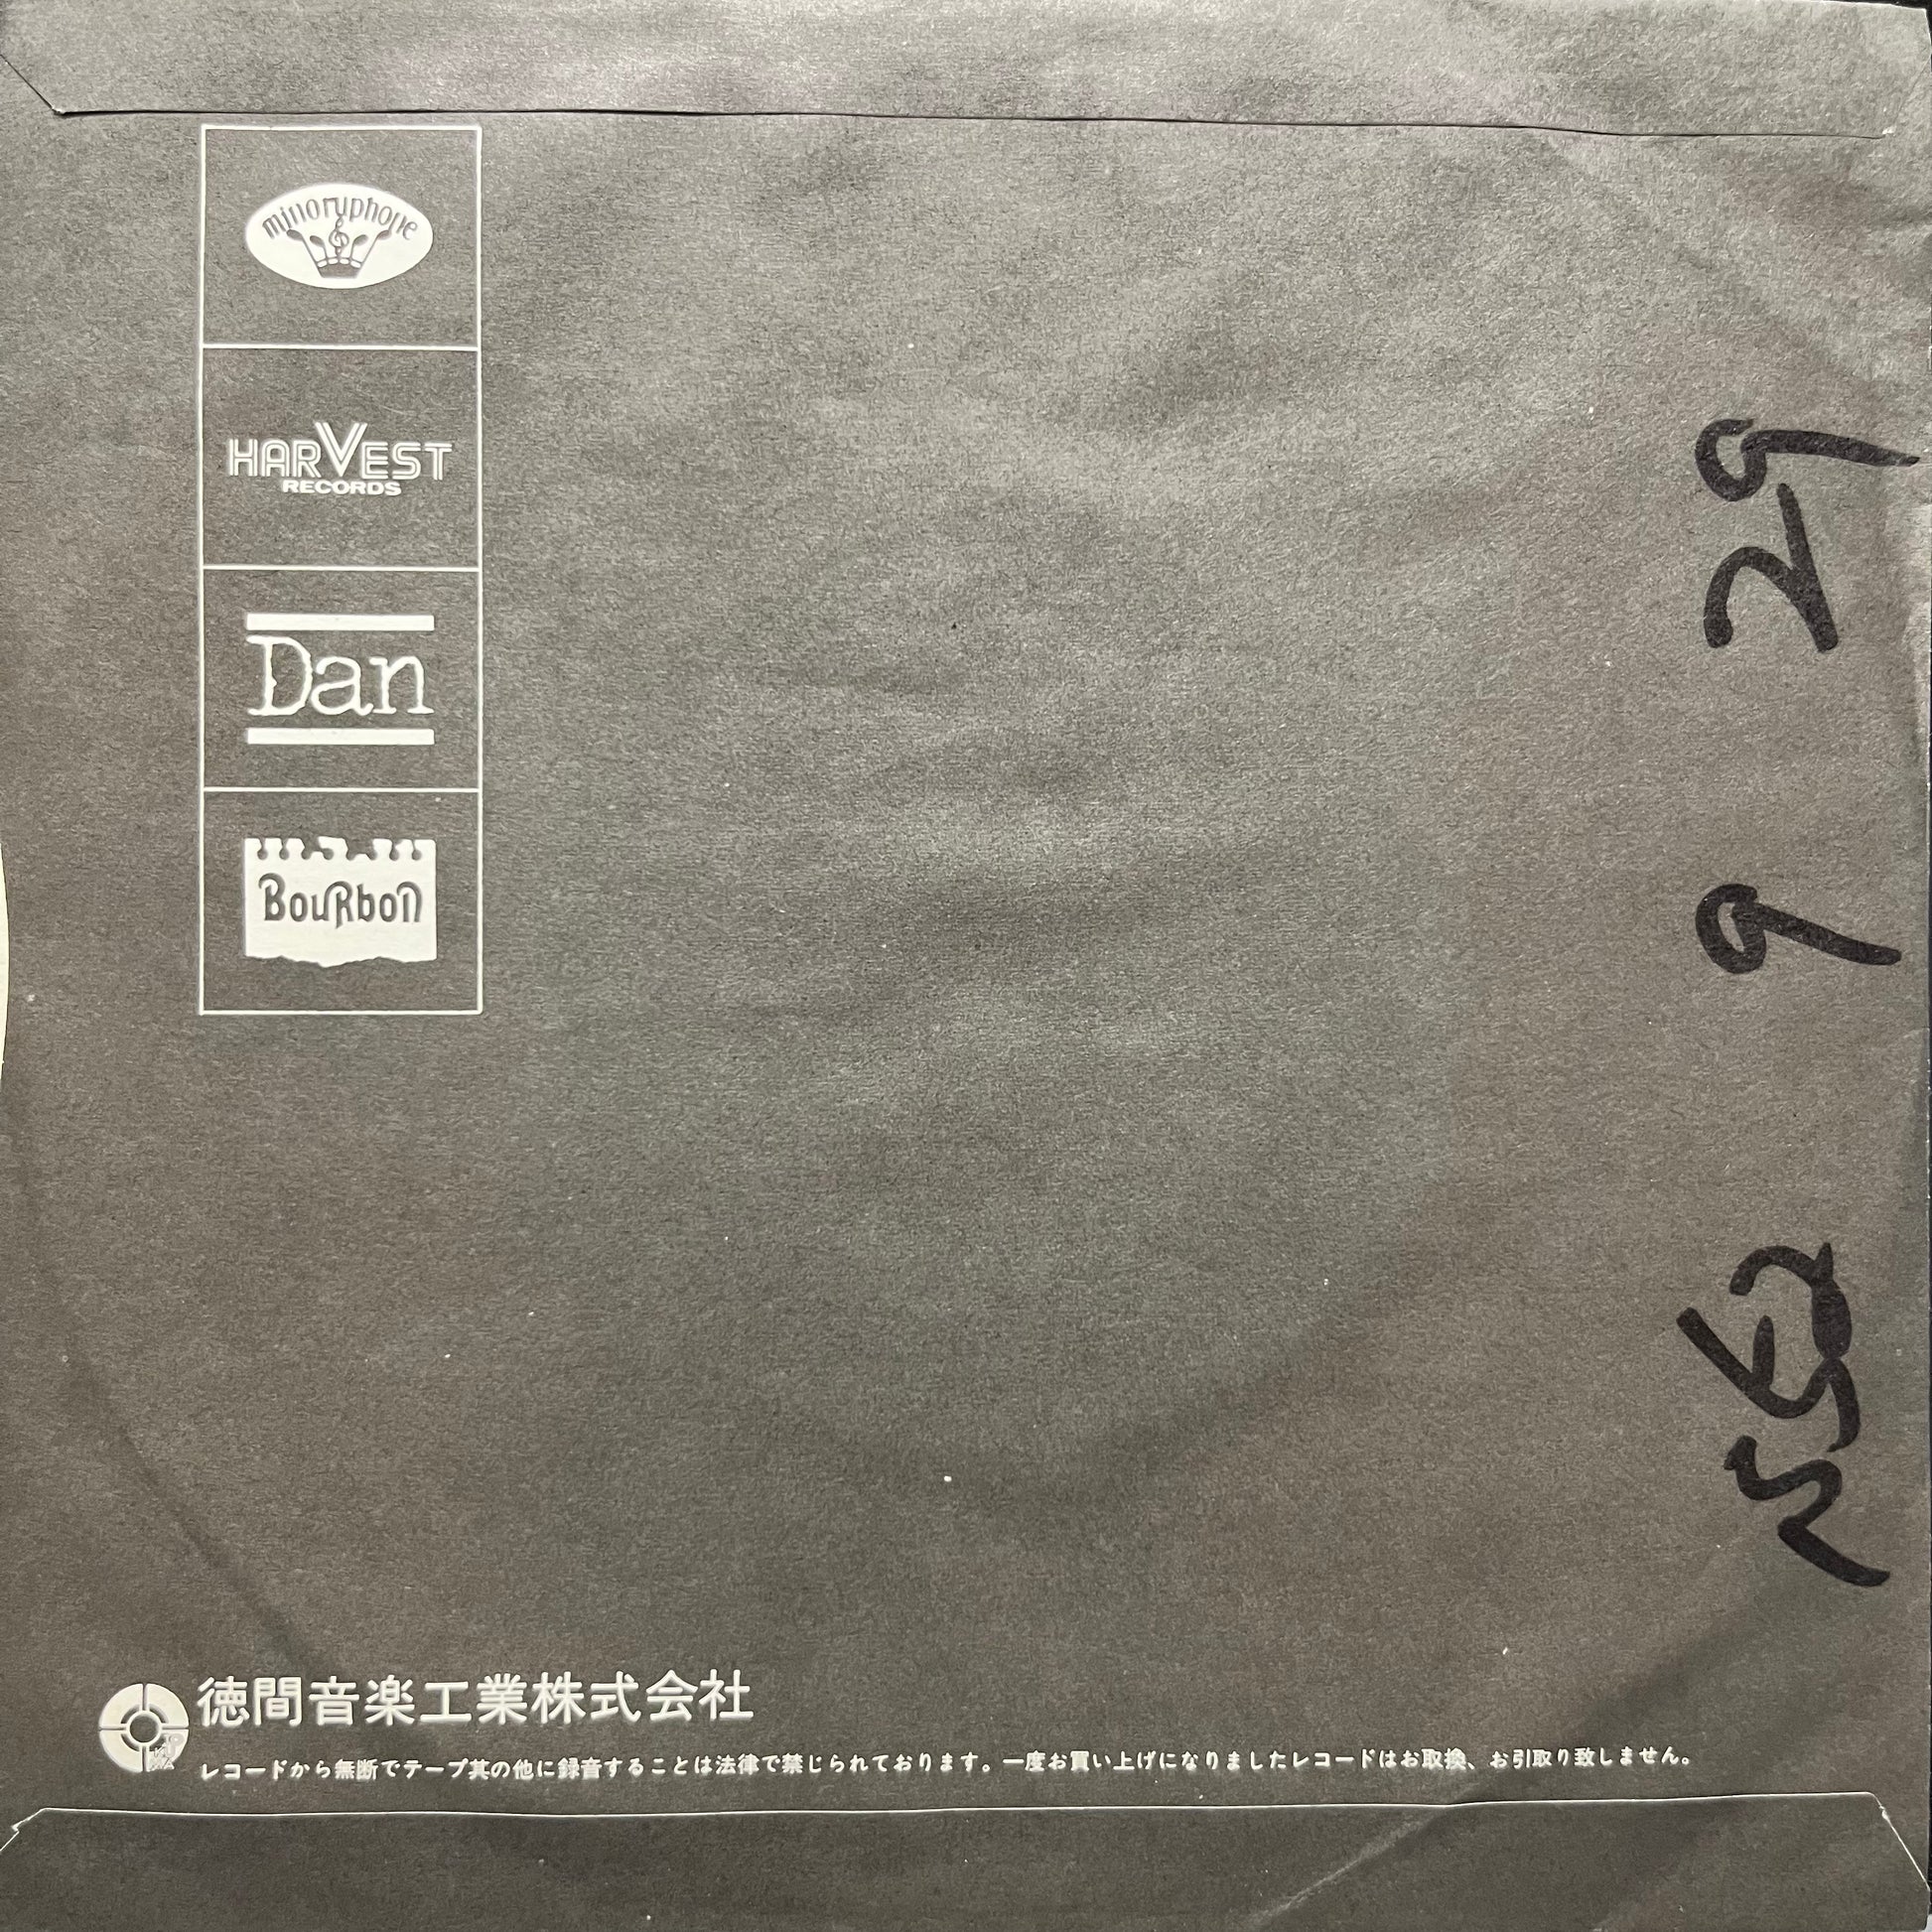 minoruphone
HARVEST
RECORDS
Dan
BouRbon
徳間音楽工業株式会社
レコードから無断でテープ其の他に録音することは法律で禁じられております。一度お買い上げになりましたレコードはお取換、お引取り致しません。
9 29